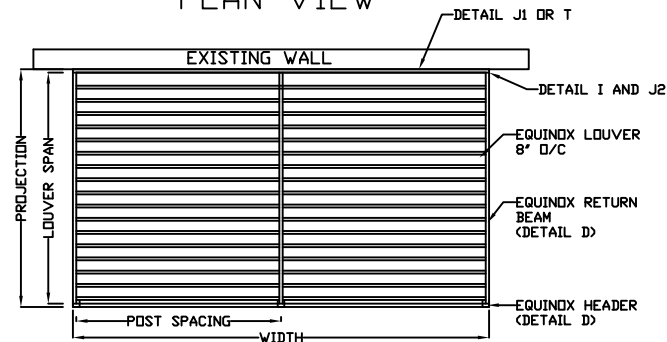 PLAN VIEW
DETAIL J1 OR T
EXISTING WALL
DETAIL I AND J2
EQUINOX LOUVER
8" O/C
PROJECTION
LOUVER SPAN
EQUINOX RETURN
BEAM
(DETAIL D)
EQUINOX HEADER
(DETAIL D)
POST SPACING
WIDTH